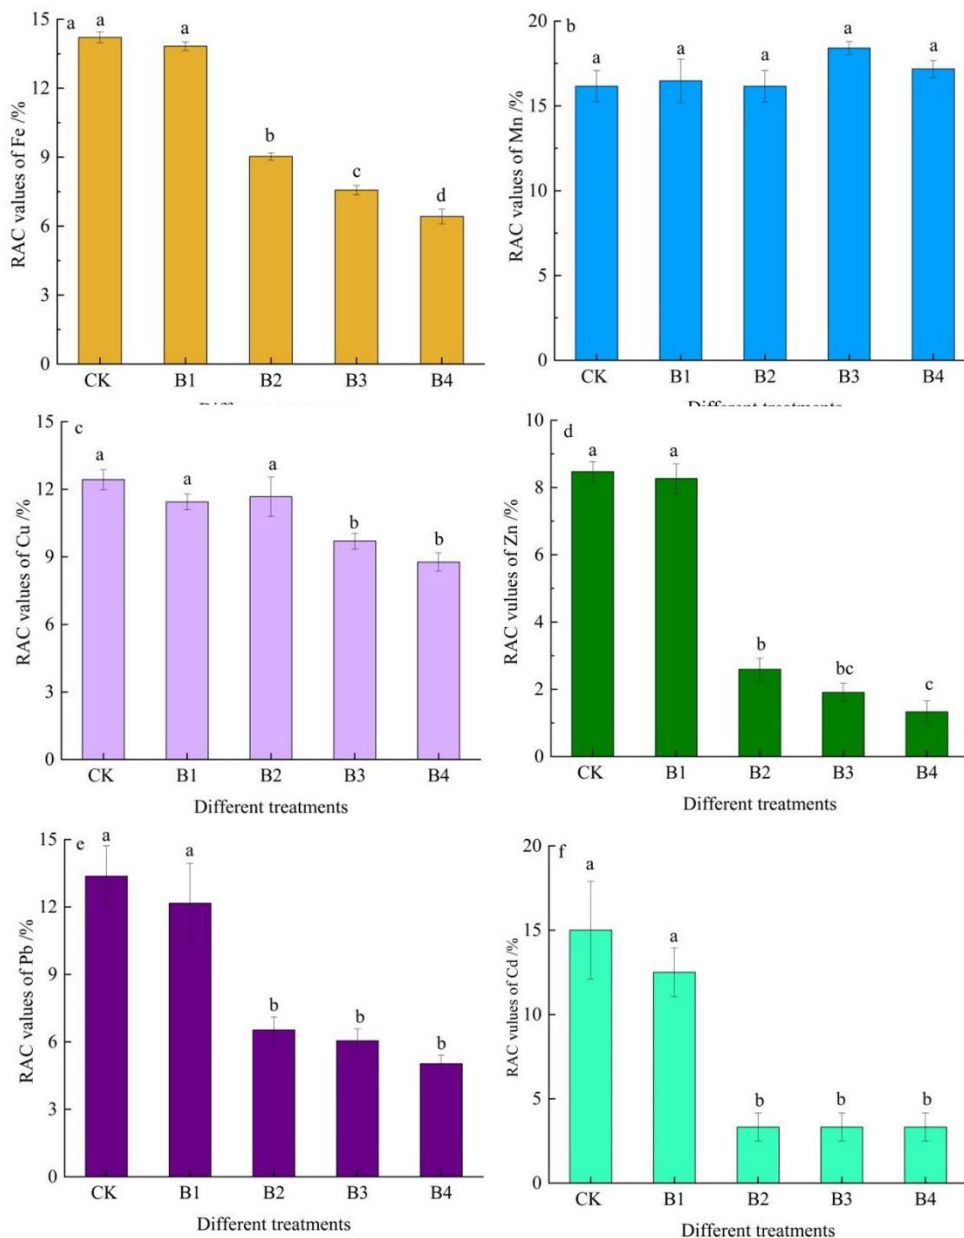 a
a
a
b
c
d
15
12
9
6
3
0
RAC values of Fe /%
CK B1 B2 B3 B4
b
a
a
a
a
a
20
15
10
5
0
RAC values of Mn /%
CK B1 B2 B3 B4
Different treatments
c
a
a
a
b
b
15
12
9
6
3
0
RAC values of Cu /%
CK B1 B2 B3 B4
Different treatments
d
a
a
b
bc
c
10
8
6
4
2
0
RAC vulues of Zn /%
CK B1 B2 B3 B4
Different treatments
e
a
a
b
b
b
15
12
9
6
3
0
RAC values of Pb /%
CK B1 B2 B3 B4
Different treatments
f
a
a
b
b
b
20
15
10
5
0
RAC vulues of Cd /%
CK B1 B2 B3 B4
Different treatments